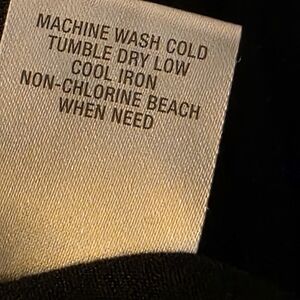 MACHINE WASH COLD
TUMBLE DRY LOW
COOL IRON
NON-CHLORINE BEACH
WHEN NEED